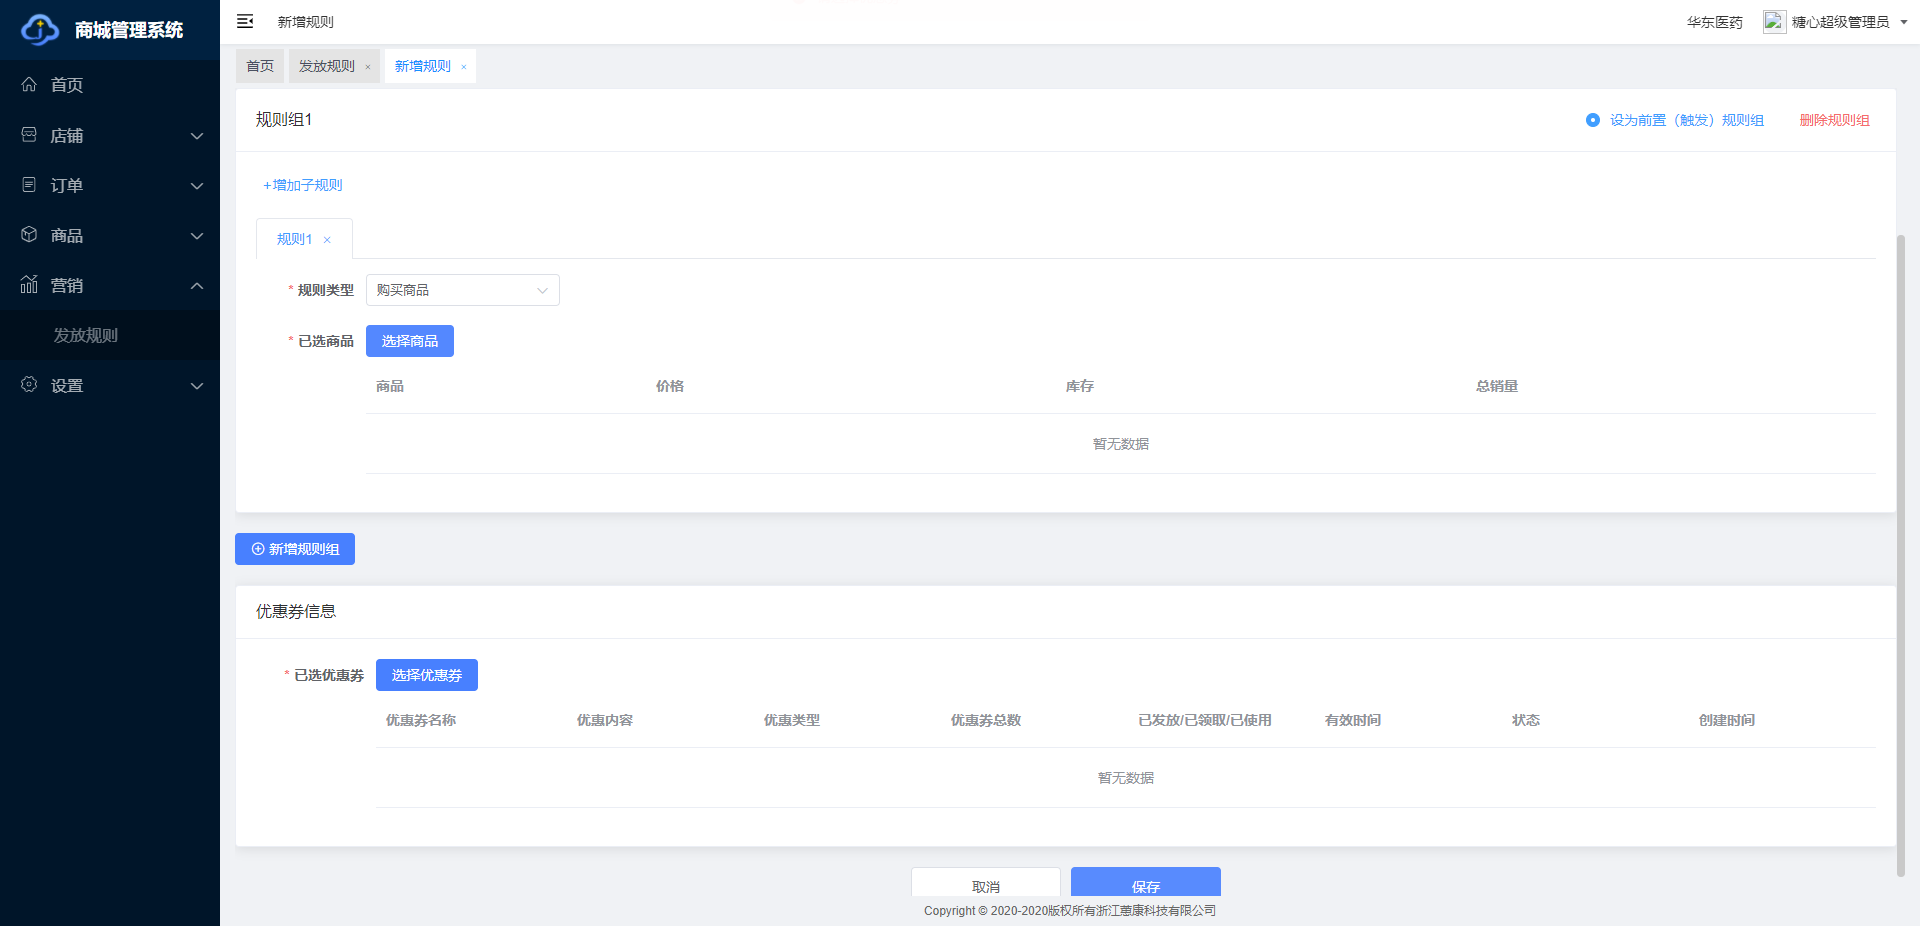 商城管理系统
新增规则
华东医药
糖心超级管理员
首页
店铺
订单
商品
营销
发放规则
设置
首页
发放规则 ×
新增规则 ×
规则组1
设为前置（触发）规则组
删除规则组
+增加子规则
规则1 ×
* 规则类型
购买商品
* 已选商品
选择商品
商品 价格 库存 总销量
暂无数据
新增规则组
优惠券信息
* 已选优惠券
选择优惠券
优惠券名称 优惠内容 优惠类型 优惠券总数 已发放/已领取/已使用 有效时间 状态 创建时间
暂无数据
取消
保存
Copyright © 2020-2020版权所有浙江蒽康科技有限公司